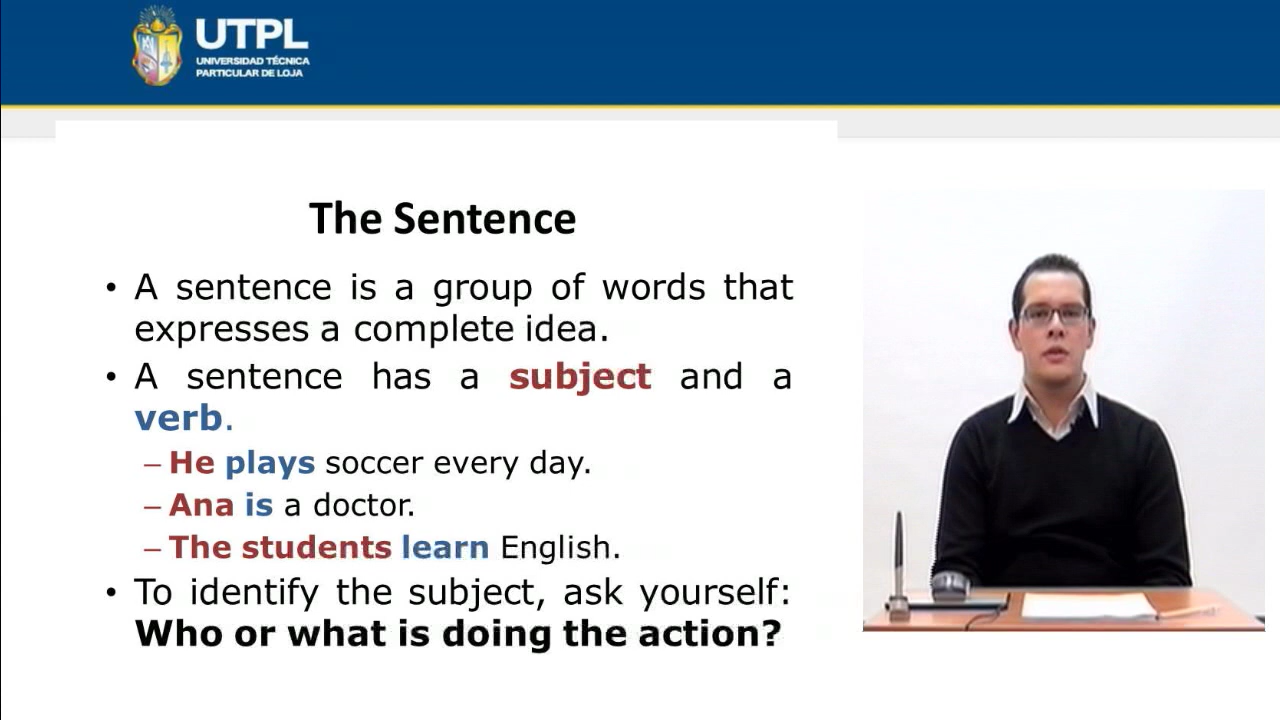 UTPL
UNIVERSIDAD TÉCNICA
PARTICULAR DE LOJA
The Sentence
• A sentence is a group of words that
expresses a complete idea.
• A sentence has a subject and a
verb.
– He plays soccer every day.
– Ana is a doctor.
– The students learn English.
• To identify the subject, ask yourself:
Who or what is doing the action?